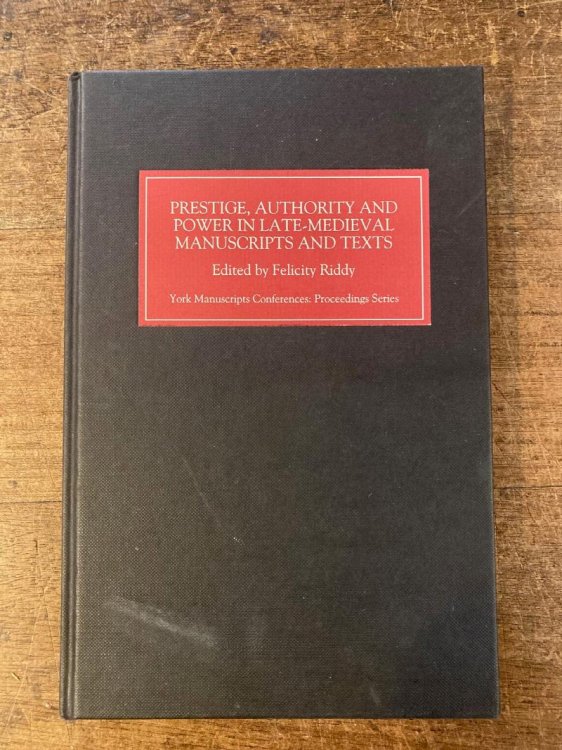 PRESTIGE, AUTHORITY AND
POWER IN LATE-MEDIEVAL
MANUSCRIPTS AND TEXTS
Edited by Felicity Riddy
York Manuscripts Conferences: Proceedings Series